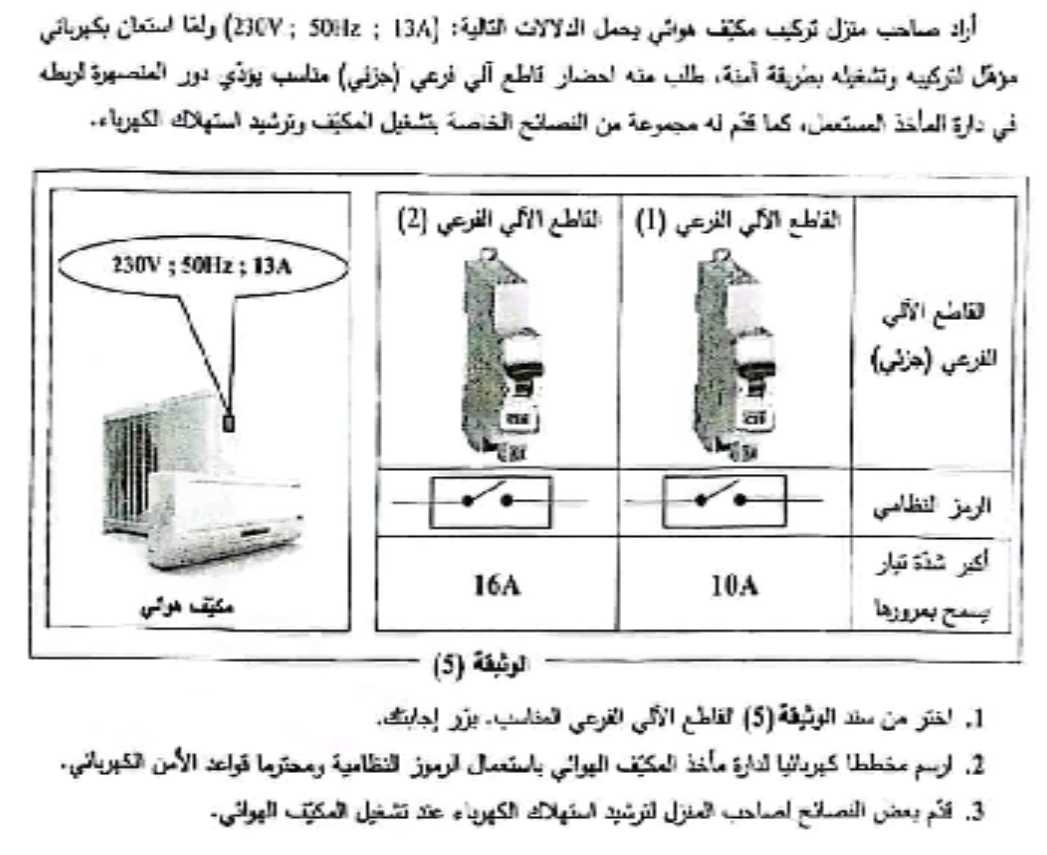 أراد صاحب منزل تركيب مكيّف هوائي يحمل الدلالات التالية: (230V ; 50Hz ; 13A) ولمّا استعان بكهربائي
مؤهّل لتركيبه وتشغيله بطريقة آمنة، طلب منه احضار قاطع آلي فرعي (جزئي) مناسب يؤدّي دور المنصهرة لربطه
في دارة المأخذ المستعمل، كما قدّم له مجموعة من النصائح الخاصة بتشغيل المكيّف وترشيد استهلاك الكهرباء.
القاطع الآلي الفرعي (جزئي)
القاطع الآلي الفرعي (1)
القاطع الآلي الفرعي (2)
الرمز النظامي
أكبر شدّة تيار
يسمح بمرورها
10A
16A
230V ; 50Hz ; 13A
مكيّف هوائي
الوثيقة (5)
1. اختر من سند الوثيقة (5) القاطع الآلي الفرعي المناسب. برّر إجابتك.
2. ارسم مخططا كهربائيا لدارة مأخذ المكيّف الهوائي باستعمال الرموز النظامية ومحترما قواعد الأمن الكهربائي.
3. قدّم بعض النصائح لصاحب المنزل لترشيد استهلاك الكهرباء عند تشغيل المكيّف الهوائي.